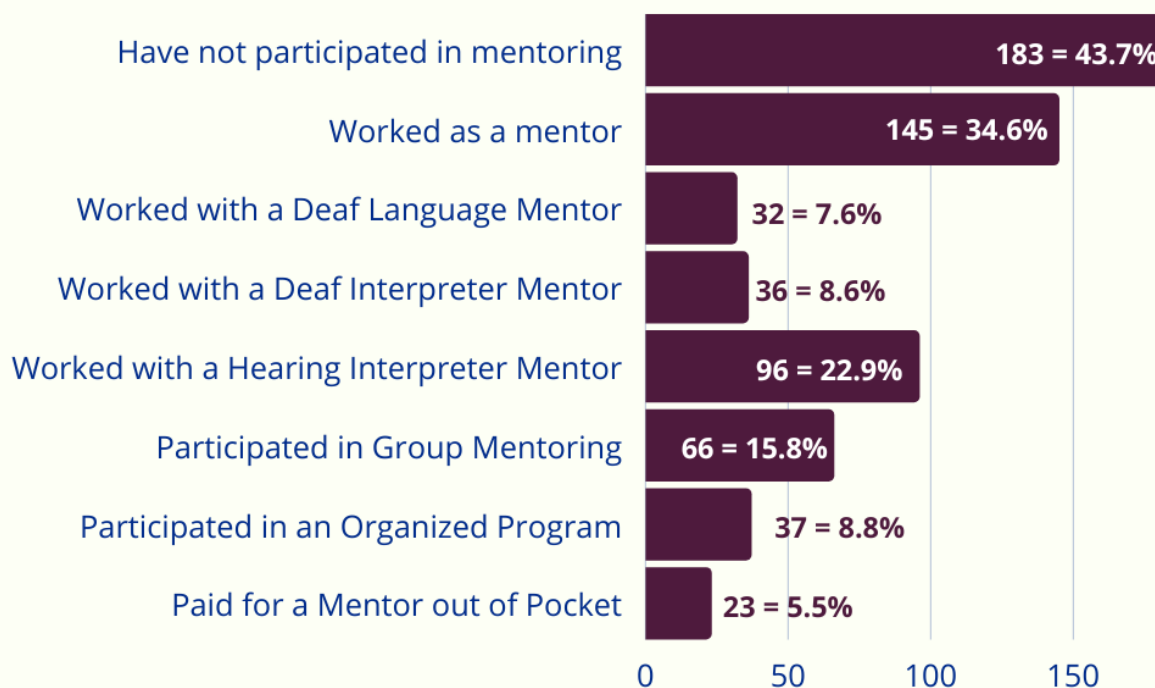 Have not participated in mentoring 183 = 43.7%
Worked as a mentor 145 = 34.6%
Worked with a Deaf Language Mentor 32 = 7.6%
Worked with a Deaf Interpreter Mentor 36 = 8.6%
Worked with a Hearing Interpreter Mentor 96 = 22.9%
Participated in Group Mentoring 66 = 15.8%
Participated in an Organized Program 37 = 8.8%
Paid for a Mentor out of Pocket 23 = 5.5%
0 50 100 150